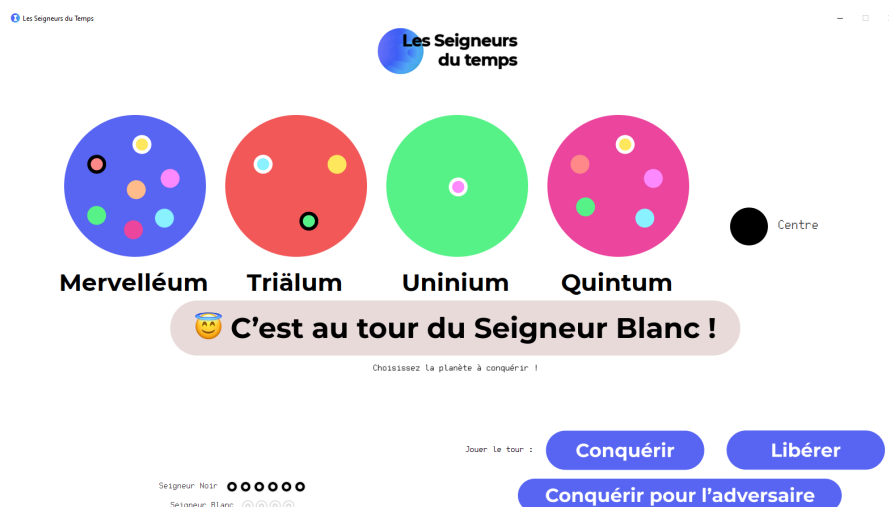 Les Seigneurs du Temps
Les Seigneurs
du temps
Centre
Mervelléum Triälum Uninium Quintum
C’est au tour du Seigneur Blanc !
Choisissez la planète à conquérir !
Jouer le tour : Conquérir Libérer
Seigneur Noir
Conquérir pour l’adversaire
Seigneur Blanc